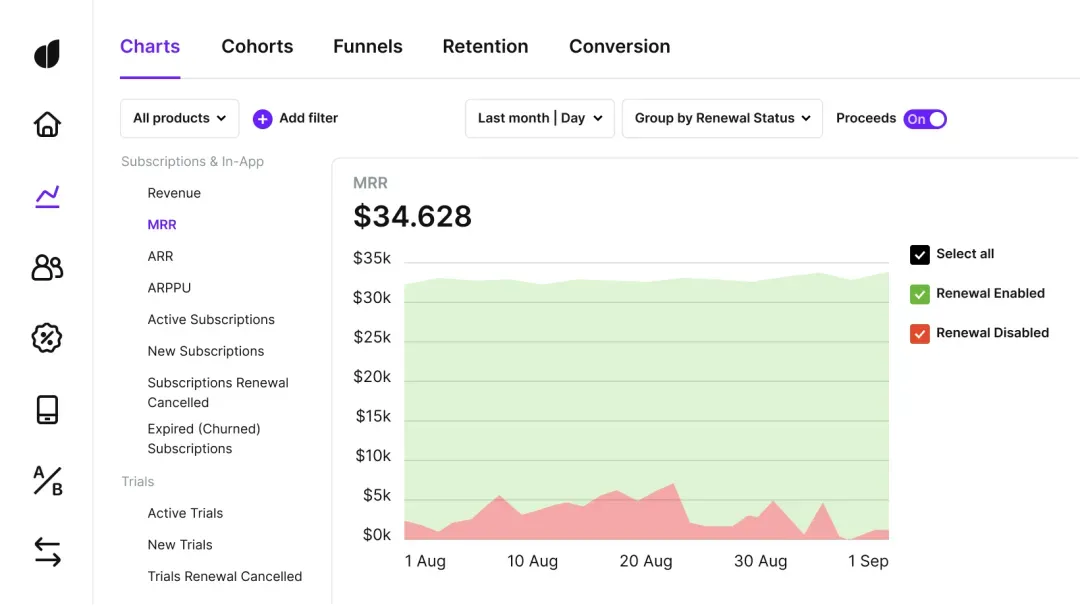 Charts Cohorts Funnels Retention Conversion
All products Add filter Last month | Day Group by Renewal Status Proceeds On
Subscriptions & In-App
Revenue
MRR
ARR
ARPPU
Active Subscriptions
New Subscriptions
Subscriptions Renewal
Cancelled
Expired (Churned)
Subscriptions
Trials
Active Trials
New Trials
Trials Renewal Cancelled
A/B
MRR
$34.628
$35k
$30k
$25k
$20k
$15k
$10k
$5k
$0k
1 Aug 10 Aug 20 Aug 30 Aug 1 Sep
Select all
Renewal Enabled
Renewal Disabled